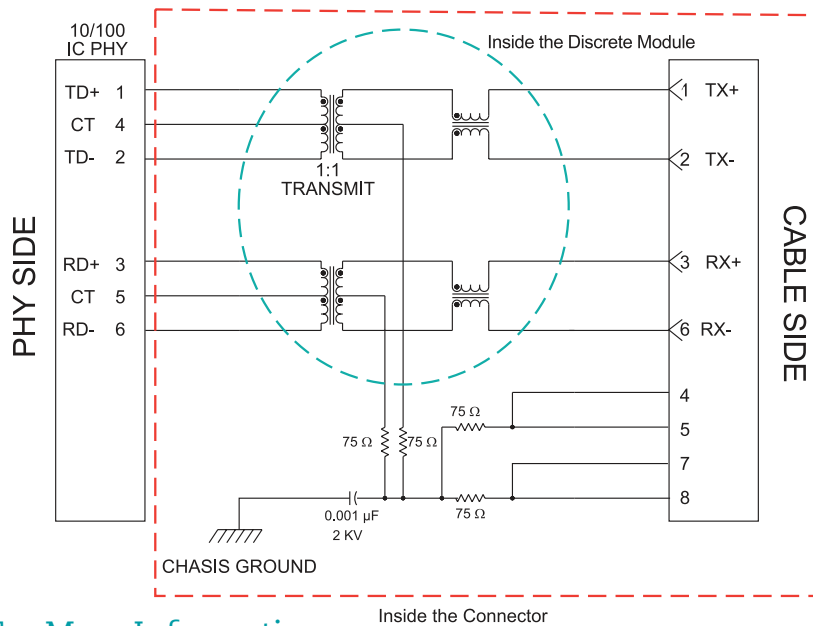 10/100
IC PHY
Inside the Discrete Module
TD+ 1
CT 4
TD- 2
1:1
TRANSMIT
1 TX+
2 TX-
PHY SIDE
CABLE SIDE
RD+ 3
CT 5
RD- 6
3 RX+
6 RX-
4
75 Ω
5
75 Ω
75 Ω
7
8
75 Ω
0.001 µF
2 KV
CHASIS GROUND
Inside the Connector